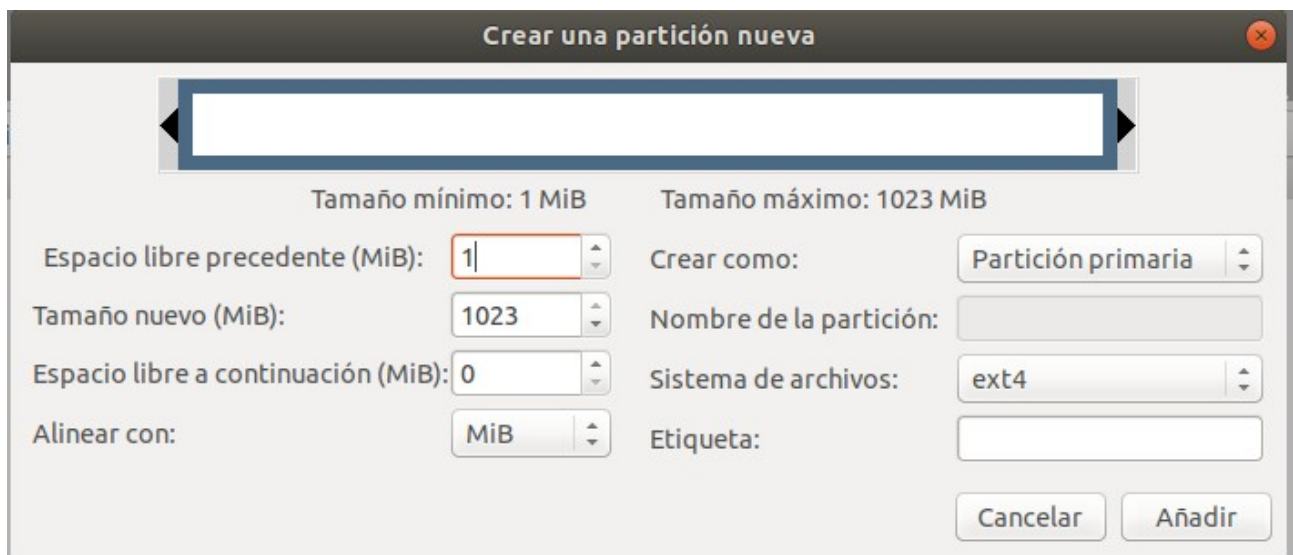 Crear una partición nueva
Tamaño mínimo: 1 MiB Tamaño máximo: 1023 MiB
Espacio libre precedente (MiB): 1 Crear como: Partición primaria
Tamaño nuevo (MiB): 1023 Nombre de la partición:
Espacio libre a continuación (MiB): 0 Sistema de archivos: ext4
Alinear con: MiB Etiqueta:
Cancelar Añadir